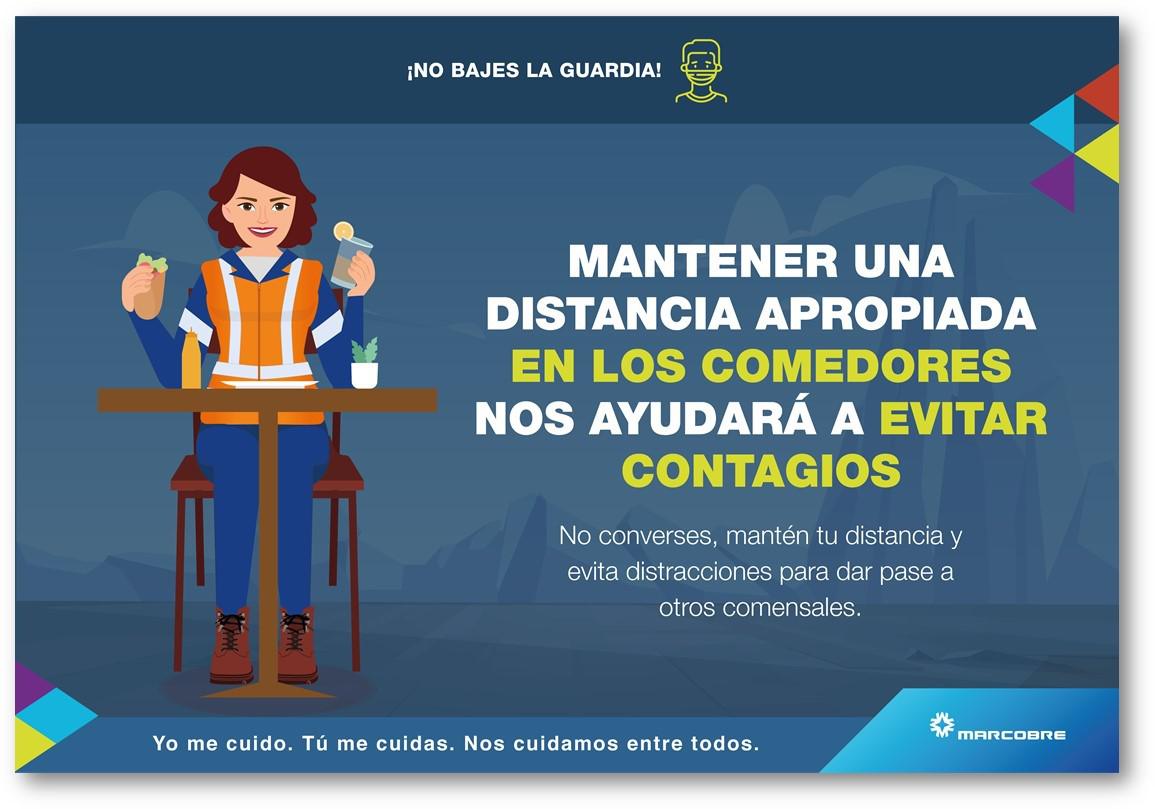 ¡NO BAJES LA GUARDIA!
MANTENER UNA
DISTANCIA APROPIADA
EN LOS COMEDORES
NOS AYUDARÁ A EVITAR
CONTAGIOS
No converses, mantén tu distancia y
evita distracciones para dar pase a
otros comensales.
Yo me cuido. Tú me cuidas. Nos cuidamos entre todos.
MARCOBRE